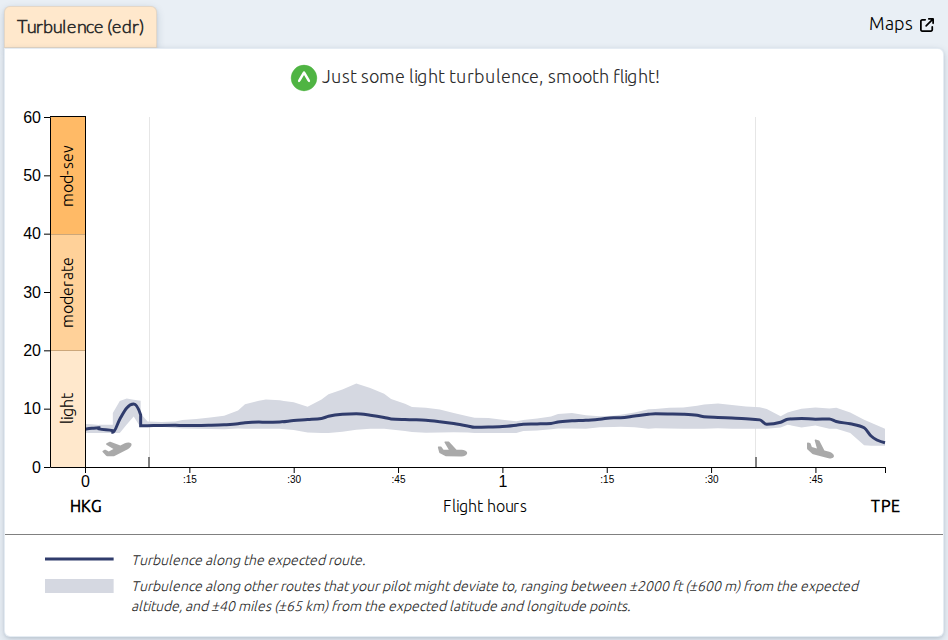 Turbulence (edr)
Maps
Just some light turbulence, smooth flight!
60
50
40
30
20
10
0
mod-sev
moderate
light
0 :15 :30 :45 1 :15 :30 :45
HKG Flight hours TPE
Turbulence along the expected route.
Turbulence along other routes that your pilot might deviate to, ranging between ±2000 ft (±600 m) from the expected
altitude, and ±40 miles (±65 km) from the expected latitude and longitude points.